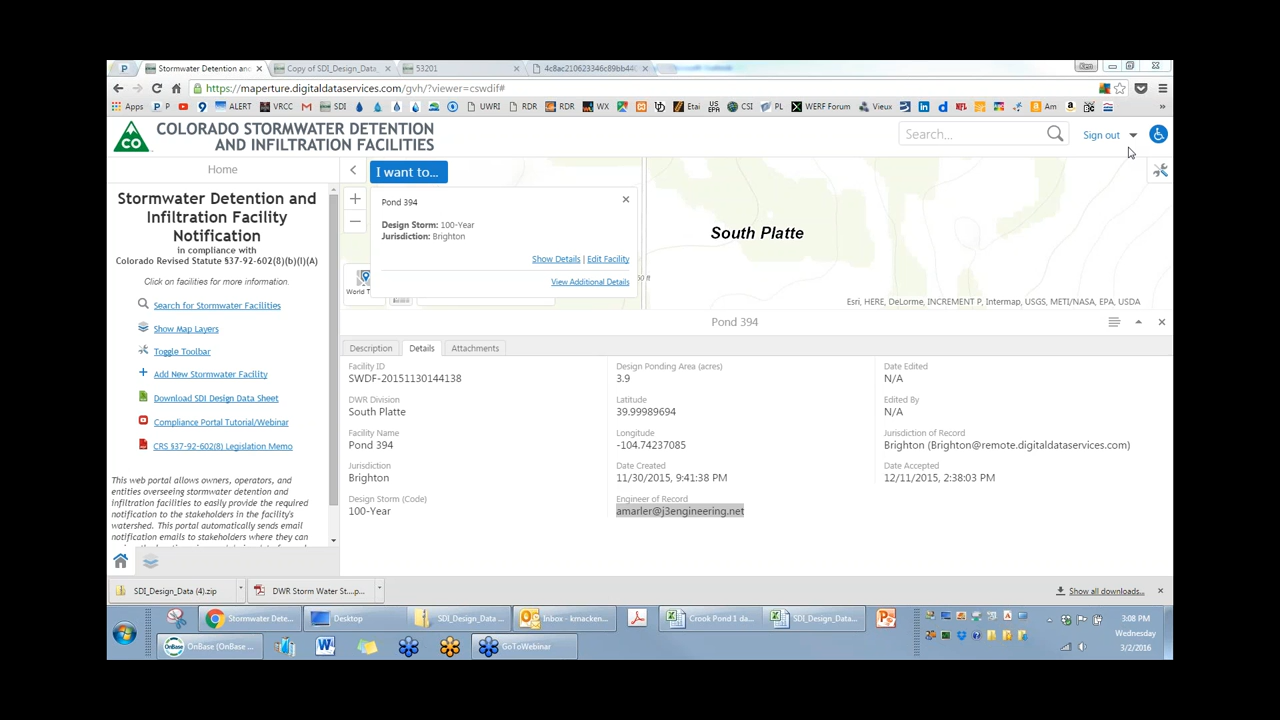 Stormwater Detention and
Copy of SDI_Design_Data_
53201
4c8ac210623346c89bb440
Ken
https://maperture.digitaldataservices.com/gvh/?viewer=cswdif#
Apps
P
ALERT
VRCC
SDI
UWRI
RDR
RDR
WX
Etai
CSI
PL
WERF Forum
Vieux
Am
COLORADO STORMWATER DETENTION
AND INFILTRATION FACILITIES
CO
Search...
Sign out
Home
I want to...
Stormwater Detention and
Infiltration Facility
Notification
in compliance with
Colorado Revised Statute §37-92-602(8)(b)(I)(A)
Click on facilities for more information.
Search for Stormwater Facilities
Show Map Layers
Toggle Toolbar
Add New Stormwater Facility
Download SDI Design Data Sheet
Compliance Portal Tutorial/Webinar
CRS §37-92-602(8) Legislation Memo
This web portal allows owners, operators, and
entities overseeing stormwater detention and
infiltration facilities to easily provide the required
notification to the stakeholders in the facility's
watershed. This portal automatically sends email
notification emails to stakeholders where they can
Pond 394
Design Storm: 100-Year
Jurisdiction: Brighton
Show Details | Edit Facility
View Additional Details
World T
South Platte
Esri, HERE, DeLorme, INCREMENT P, Intermap, USGS, METI/NASA, EPA, USDA
Pond 394
Description
Details
Attachments
Facility ID
SWDF-20151130144138
DWR Division
South Platte
Facility Name
Pond 394
Jurisdiction
Brighton
Design Storm (Code)
100-Year
Design Ponding Area (acres)
3.9
Latitude
39.99989694
Longitude
-104.74237085
Date Created
11/30/2015, 9:41:38 PM
Engineer of Record
amarler@j3engineering.net
Date Edited
N/A
Edited By
N/A
Jurisdiction of Record
Brighton (Brighton@remote.digitaldataservices.com)
Date Accepted
12/11/2015, 2:38:03 PM
SDI_Design_Data (4).zip
DWR Storm Water St....p...
Show all downloads...
Stormwater Dete...
Desktop
SDI_Design_Data ...
Inbox - kmacken...
Crook Pond 1 da...
SDI_Design_Data...
OnBase (OnBase ...
GoToWebinar
3:08 PM
Wednesday
3/2/2016